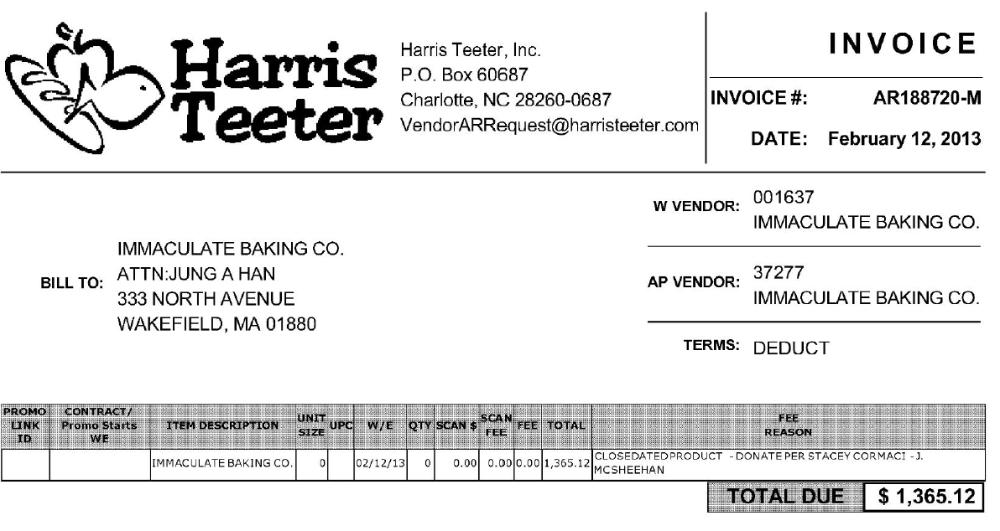 Harris
Teeter
Harris Teeter, Inc.
P.O. Box 60687
Charlotte, NC 28260-0687
VendorARRequest@harristeeter.com
INVOICE
INVOICE #: AR188720-M
DATE: February 12, 2013
W VENDOR: 001637
IMMACULATE BAKING CO.
BILL TO:
IMMACULATE BAKING CO.
ATTN:JUNG A HAN
333 NORTH AVENUE
WAKEFIELD, MA 01880
AP VENDOR: 37277
IMMACULATE BAKING CO.
TERMS: DEDUCT
PROMO LINK ID CONTRACT/ Promo Starts WE ITEM DESCRIPTION UNIT SIZE UPC W/E QTY SCAN $ SCAN FEE FEE TOTAL FEE REASON
IMMACULATE BAKING CO. 0 02/12/13 0 0.00 0.00 0.00 1,365.12 CLOSEDATED PRODUCT - DONATE PER STACEY CORMACI - J.
MCSHEEHAN
TOTAL DUE $ 1,365.12